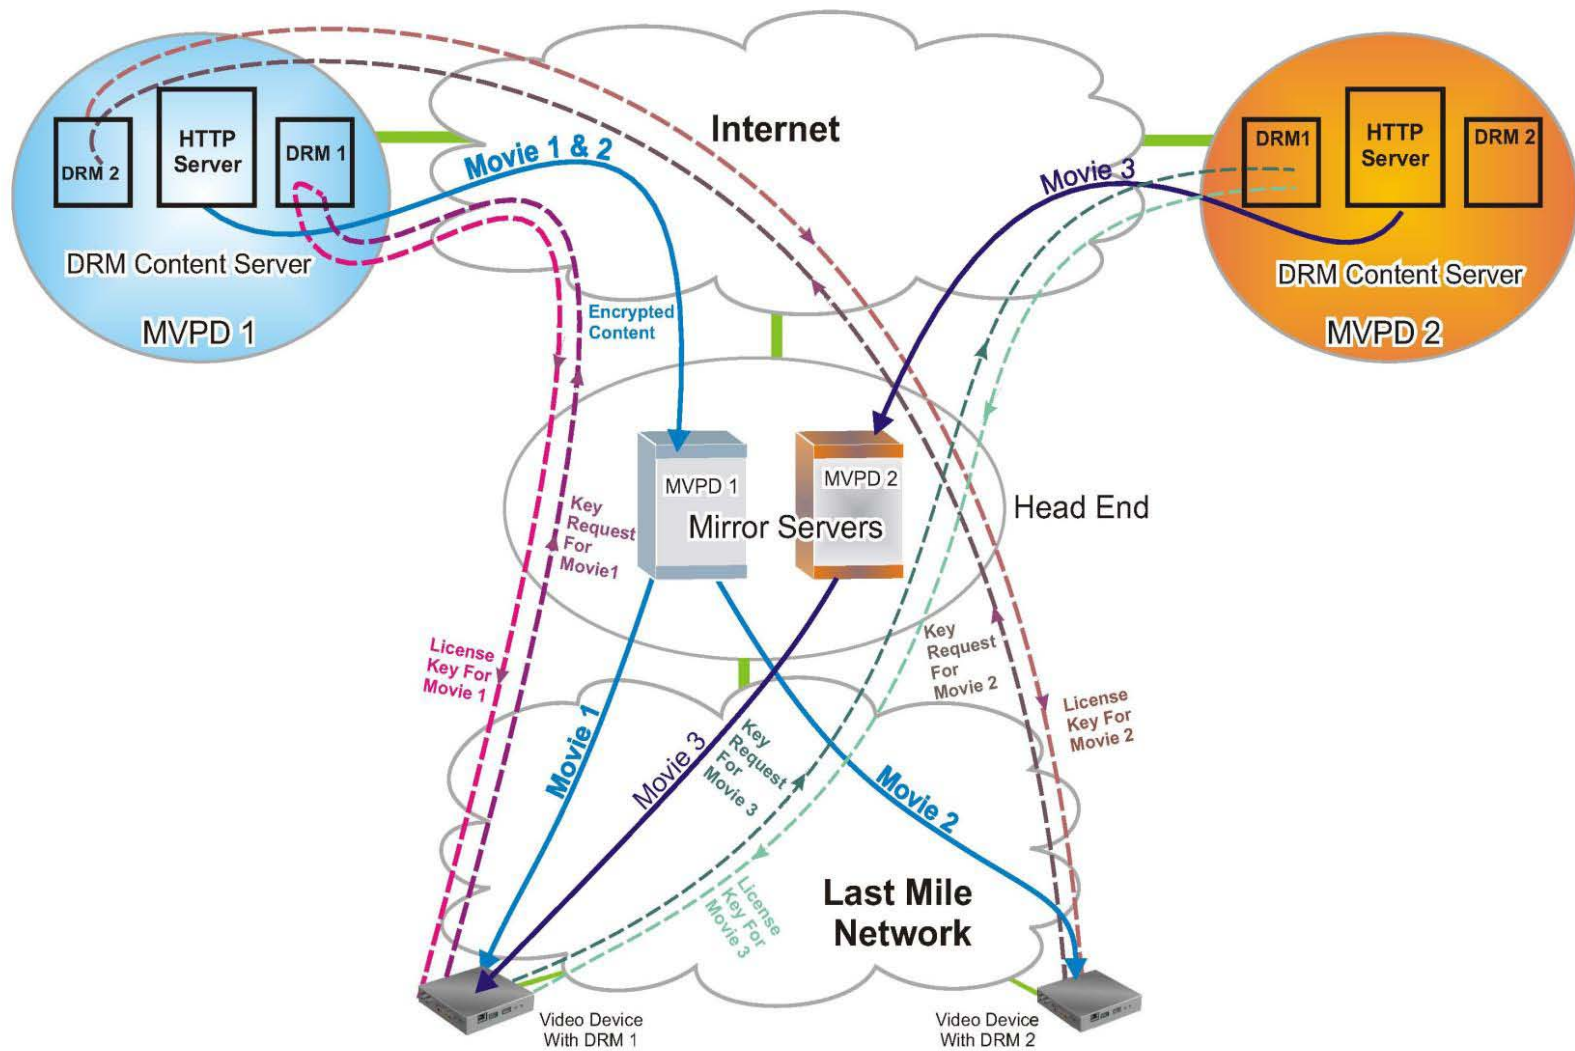 Internet
HTTP
Server
DRM 1
DRM 2
DRM Content Server
MVPD 1
Movie 1 & 2
Encrypted
Content
Movie 3
DRM1
HTTP
Server
DRM 2
DRM Content Server
MVPD 2
MVPD 1
MVPD 2
Mirror Servers
Head End
Key
Request
For
Movie1
License
Key For
Movie 1
Key
Request
For
Movie 2
License
Key For
Movie 2
Movie 1
Movie 3
Key
Request
For
Movie 3
Movie 2
License
Key For
Movie 3
Last Mile
Network
Video Device
With DRM 1
Video Device
With DRM 2